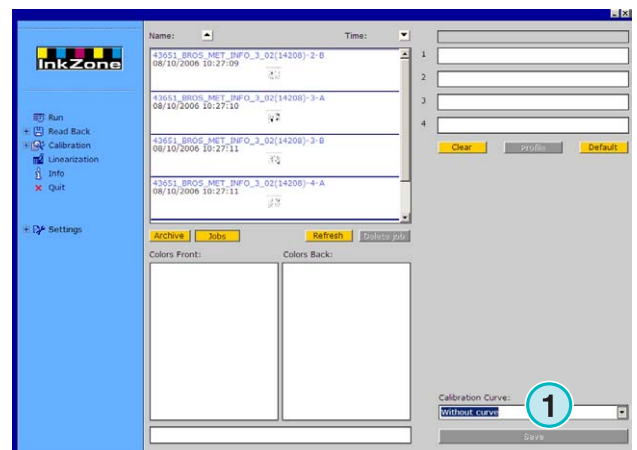 InkZone
Run
Read Back
Calibration
Linearization
Info
Quit
Settings
Name: Time:
43651_BROS_MET_INFO_3_02(14208)-2-B
08/10/2006 10:27:09
43651_BROS_MET_INFO_3_02(14208)-3-A
08/10/2006 10:27:10
43651_BROS_MET_INFO_3_02(14208)-3-B
08/10/2006 10:27:11
43651_BROS_MET_INFO_3_02(14208)-4-A
08/10/2006 10:27:11
Archive Jobs Refresh Delete job
Colors Front: Colors Back:
1
2
3
4
Clear Profile Default
Calibration Curve:
1
Without curve
Save